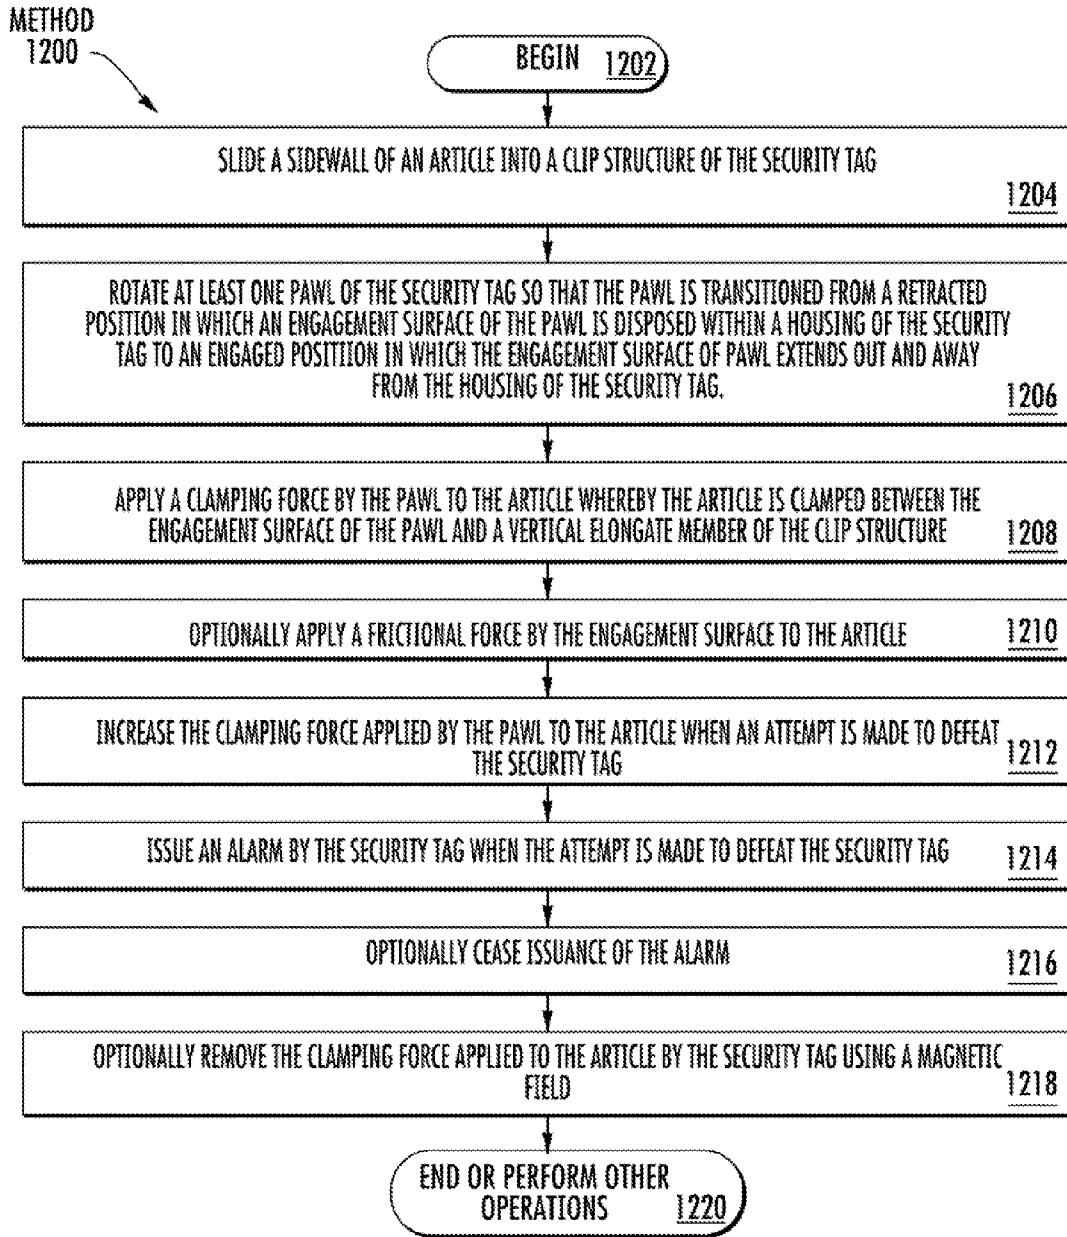 METHOD
1200
BEGIN 1202
SLIDE A SIDEWALL OF AN ARTICLE INTO A CLIP STRUCTURE OF THE SECURITY TAG
1204
ROTATE AT LEAST ONE PAWL OF THE SECURITY TAG SO THAT THE PAWL IS TRANSITIONED FROM A RETRACTED
POSITION IN WHICH AN ENGAGEMENT SURFACE OF THE PAWL IS DISPOSED WITHIN A HOUSING OF THE SECURITY
TAG TO AN ENGAGED POSITIION IN WHICH THE ENGAGEMENT SURFACE OF PAWL EXTENDS OUT AND AWAY
FROM THE HOUSING OF THE SECURITY TAG.
1206
APPLY A CLAMPING FORCE BY THE PAWL TO THE ARTICLE WHEREBY THE ARTICLE IS CLAMPED BETWEEN THE
ENGAGEMENT SURFACE OF THE PAWL AND A VERTICAL ELONGATE MEMBER OF THE CLIP STRUCTURE
1208
OPTIONALLY APPLY A FRICTIONAL FORCE BY THE ENGAGEMENT SURFACE TO THE ARTICLE
1210
INCREASE THE CLAMPING FORCE APPLIED BY THE PAWL TO THE ARTICLE WHEN AN ATTEMPT IS MADE TO DEFEAT
THE SECURITY TAG
1212
ISSUE AN ALARM BY THE SECURITY TAG WHEN THE ATTEMPT IS MADE TO DEFEAT THE SECURITY TAG
1214
OPTIONALLY CEASE ISSUANCE OF THE ALARM
1216
OPTIONALLY REMOVE THE CLAMPING FORCE APPLIED TO THE ARTICLE BY THE SECURITY TAG USING A MAGNETIC
FIELD
1218
END OR PERFORM OTHER
OPERATIONS 1220